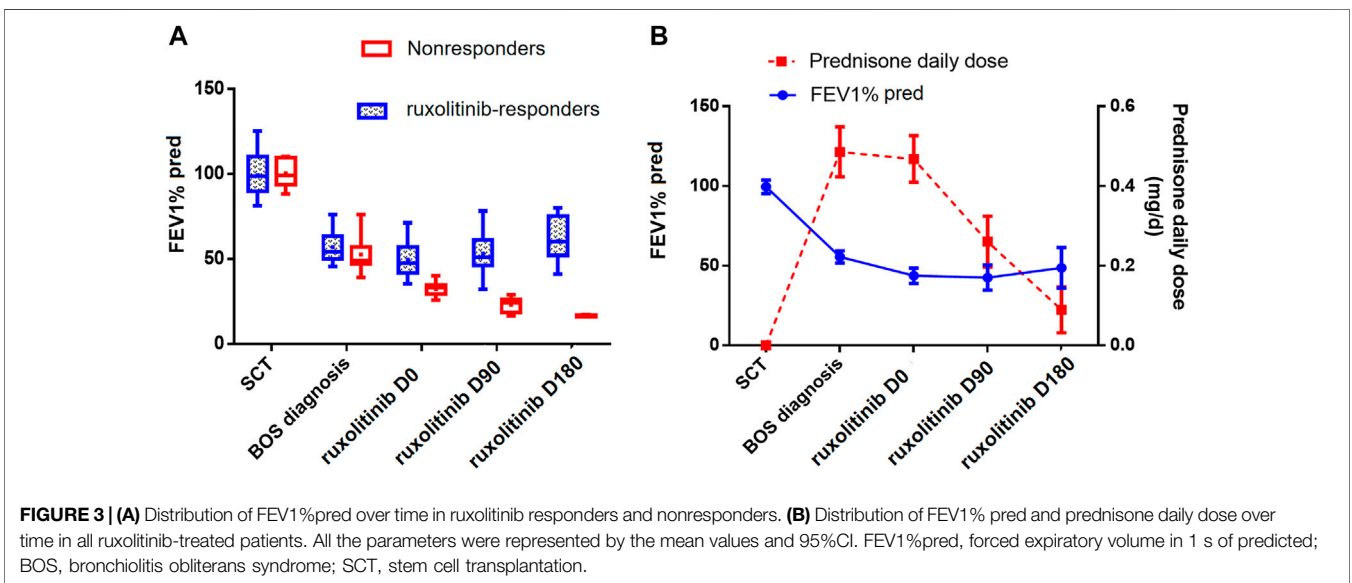 A
Nonresponders
ruxolitinib-responders
FEV1% pred
150
100
50
0
SCT
BOS diagnosis
ruxolitinib D0
ruxolitinib D90
ruxolitinib D180
B
Prednisone daily dose
FEV1% pred
FEV1% pred
150
100
50
0
0.6
0.4
0.2
0.0
Prednisone daily dose
(mg/d)
SCT
BOS diagnosis
ruxolitinib D0
ruxolitinib D90
ruxolitinib D180
FIGURE 3 | (A) Distribution of FEV1%pred over time in ruxolitinib responders and nonresponders. (B) Distribution of FEV1% pred and prednisone daily dose over
time in all ruxolitinib-treated patients. All the parameters were represented by the mean values and 95%CI. FEV1%pred, forced expiratory volume in 1 s of predicted;
BOS, bronchiolitis obliterans syndrome; SCT, stem cell transplantation.